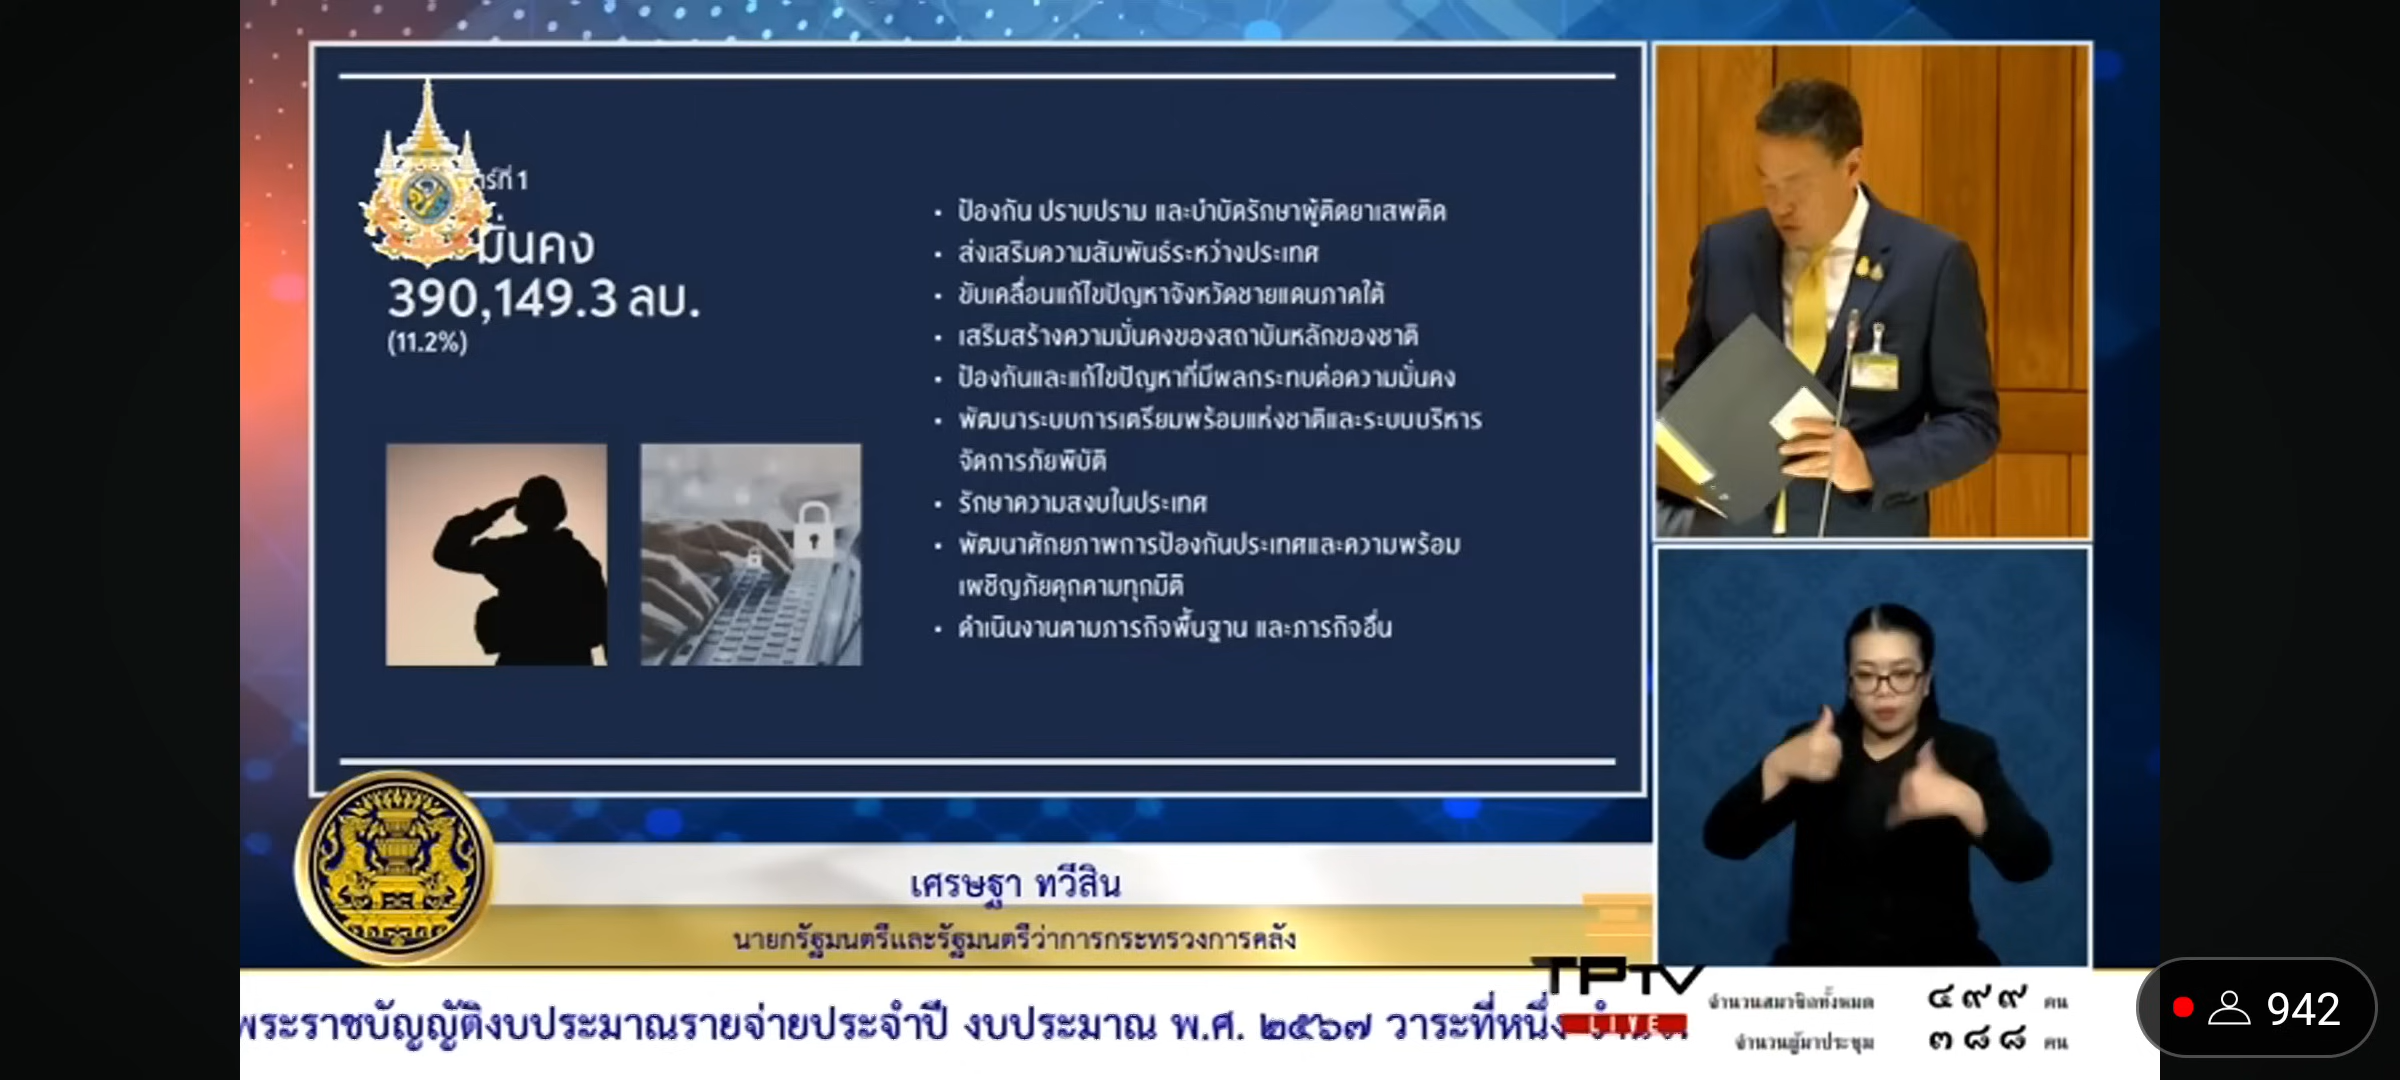 ร์ที่ 1
มั่นคง
390,149.3 ลบ.
(11.2%)
• ป้องกัน ปราบปราม และบำบัดรักษาผู้ติดยาเสพติด
• ส่งเสริมความสัมพันธ์ระหว่างประเทศ
• ขับเคลื่อนแก้ไขปัญหาจังหวัดชายแดนภาคใต้
• เสริมสร้างความมั่นคงของสถาบันหลักของชาติ
• ป้องกันและแก้ไขปัญหาที่มีผลกระทบต่อความมั่นคง
• พัฒนาระบบการเตรียมพร้อมแห่งชาติและระบบบริหาร
จัดการภัยพิบัติ
• รักษาความสงบในประเทศ
• พัฒนาศักยภาพการป้องกันประเทศและความพร้อม
เผชิญภัยคุกคามทุกมิติ
• ดำเนินงานตามภารกิจพื้นฐาน และภารกิจอื่น
เศรษฐา ทวีสิน
นายกรัฐมนตรีและรัฐมนตรีว่าการกระทรวงการคลัง
พระราชบัญญัติงบประมาณรายจ่ายประจำปี งบประมาณ พ.ศ. ๒๕๖๗ วาระที่หนึ่ง
TPTV
LIVE
จำนวนสมาชิกทั้งหมด ๔๙๙ คน
จำนวนผู้มาประชุม ๓๘๘ คน
942